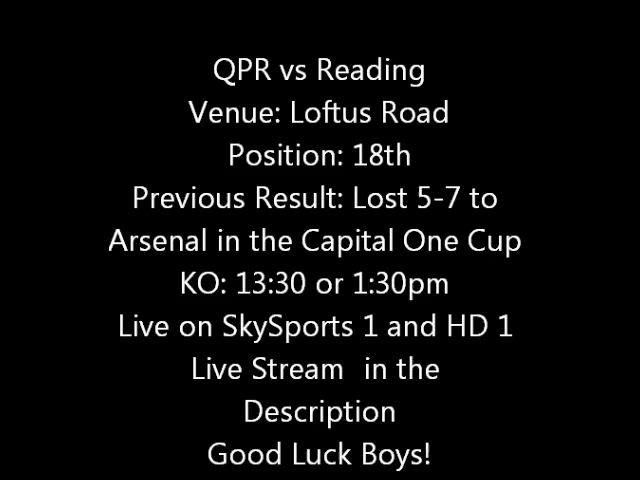 QPR vs Reading
Venue: Loftus Road
Position: 18th
Previous Result: Lost 5-7 to
Arsenal in the Capital One Cup
KO: 13:30 or 1:30pm
Live on SkySports 1 and HD 1
Live Stream  in the
Description
Good Luck Boys!